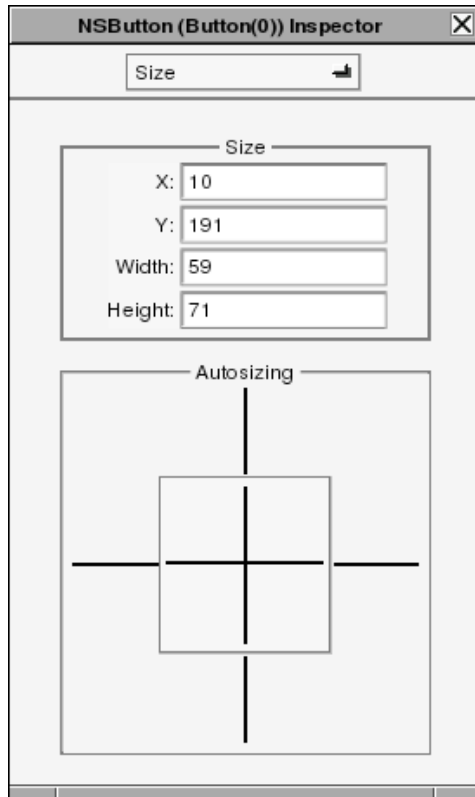 NSButton (Button(0)) Inspector
Size
Size
X: 10
Y: 191
Width: 59
Height: 71
Autosizing